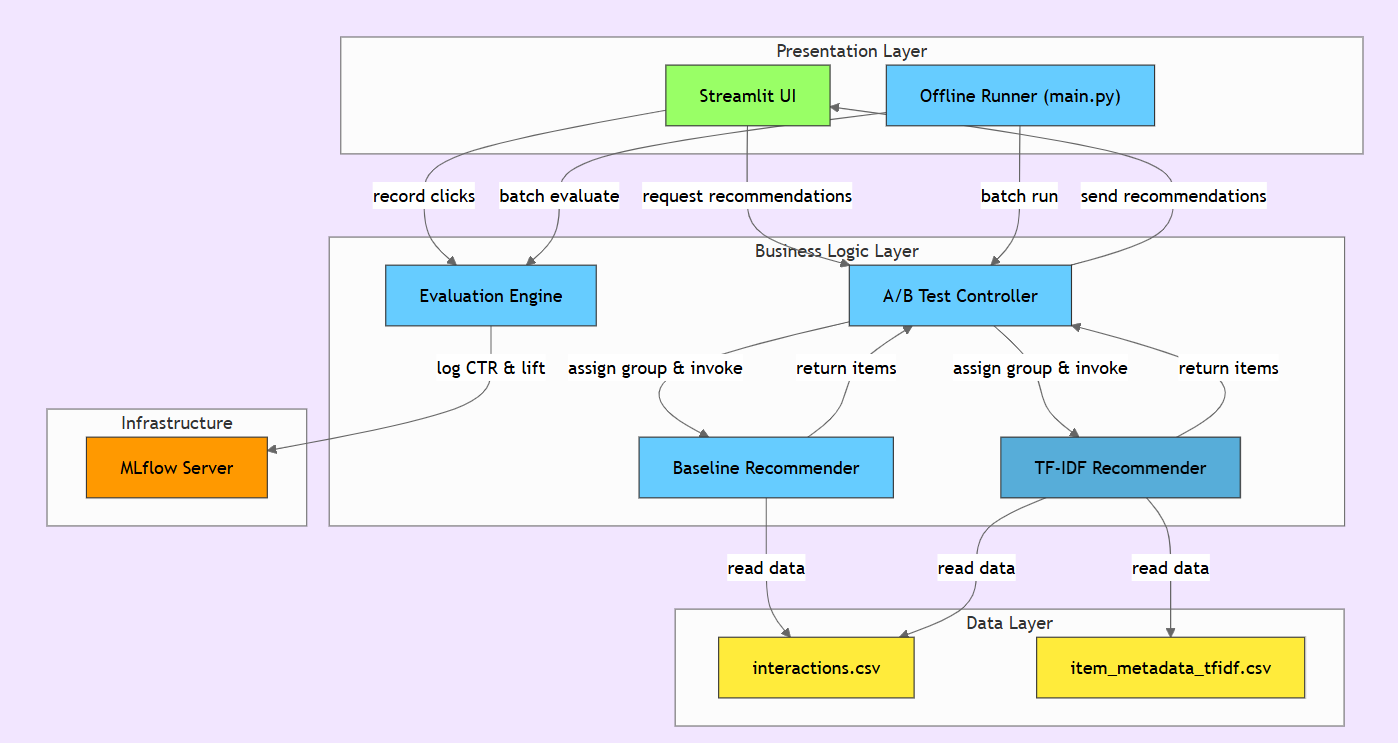 Presentation Layer
Streamlit UI
Offline Runner (main.py)
record clicks
batch evaluate
request recommendations
batch run
send recommendations
Business Logic Layer
Evaluation Engine
A/B Test Controller
log CTR & lift
assign group & invoke
return items
assign group & invoke
return items
Infrastructure
MLflow Server
Baseline Recommender
TF-IDF Recommender
read data
read data
read data
Data Layer
interactions.csv
item_metadata_tfidf.csv